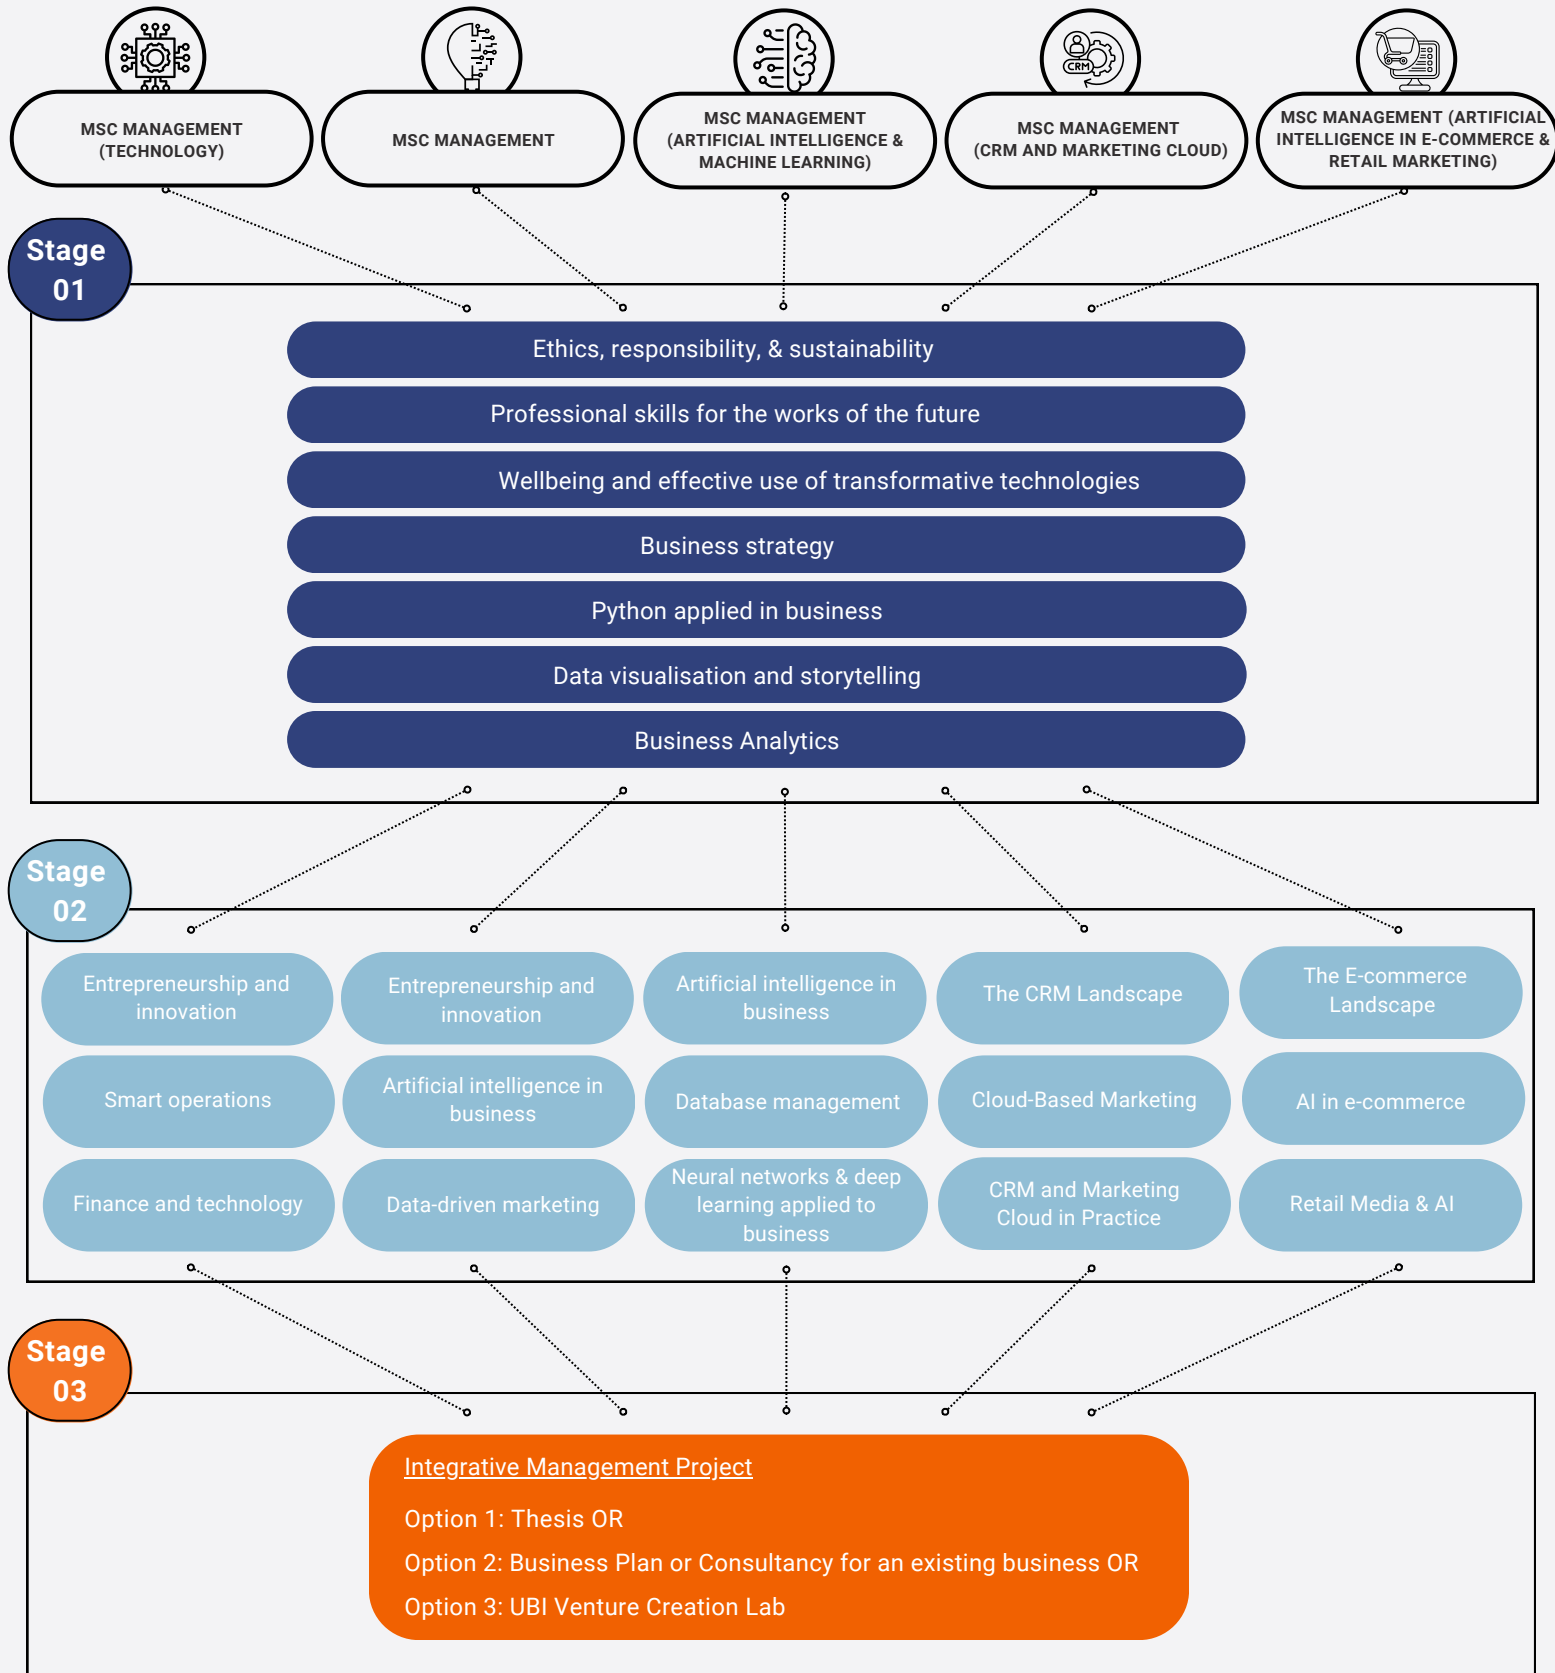 CRM
MSC MANAGEMENT
(TECHNOLOGY)
MSC MANAGEMENT
MSC MANAGEMENT
(ARTIFICIAL INTELLIGENCE &
MACHINE LEARNING)
MSC MANAGEMENT
(CRM AND MARKETING CLOUD)
MSC MANAGEMENT (ARTIFICIAL
INTELLIGENCE IN E-COMMERCE &
RETAIL MARKETING)
Stage
01
Ethics, responsibility, & sustainability
Professional skills for the works of the future
Wellbeing and effective use of transformative technologies
Business strategy
Python applied in business
Data visualisation and storytelling
Business Analytics
Stage
02
Entrepreneurship and
innovation
Entrepreneurship and
innovation
Artificial intelligence in
business
The CRM Landscape
The E-commerce
Landscape
Smart operations
Artificial intelligence in
business
Database management
Cloud-Based Marketing
AI in e-commerce
Finance and technology
Data-driven marketing
Neural networks & deep
learning applied to
business
CRM and Marketing
Cloud in Practice
Retail Media & AI
Stage
03
Integrative Management Project
Option 1: Thesis OR
Option 2: Business Plan or Consultancy for an existing business OR
Option 3: UBI Venture Creation Lab